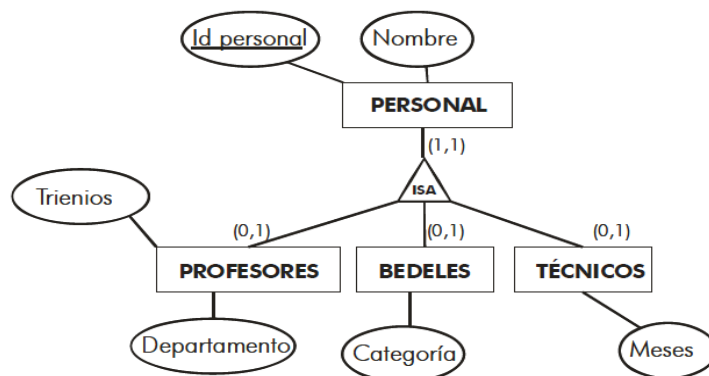 Id personal
Nombre
PERSONAL
(1,1)
ISA
Trienios
(0,1)
(0,1)
(0,1)
PROFESORES
BEDELES
TÉCNICOS
Departamento
Categoría
Meses